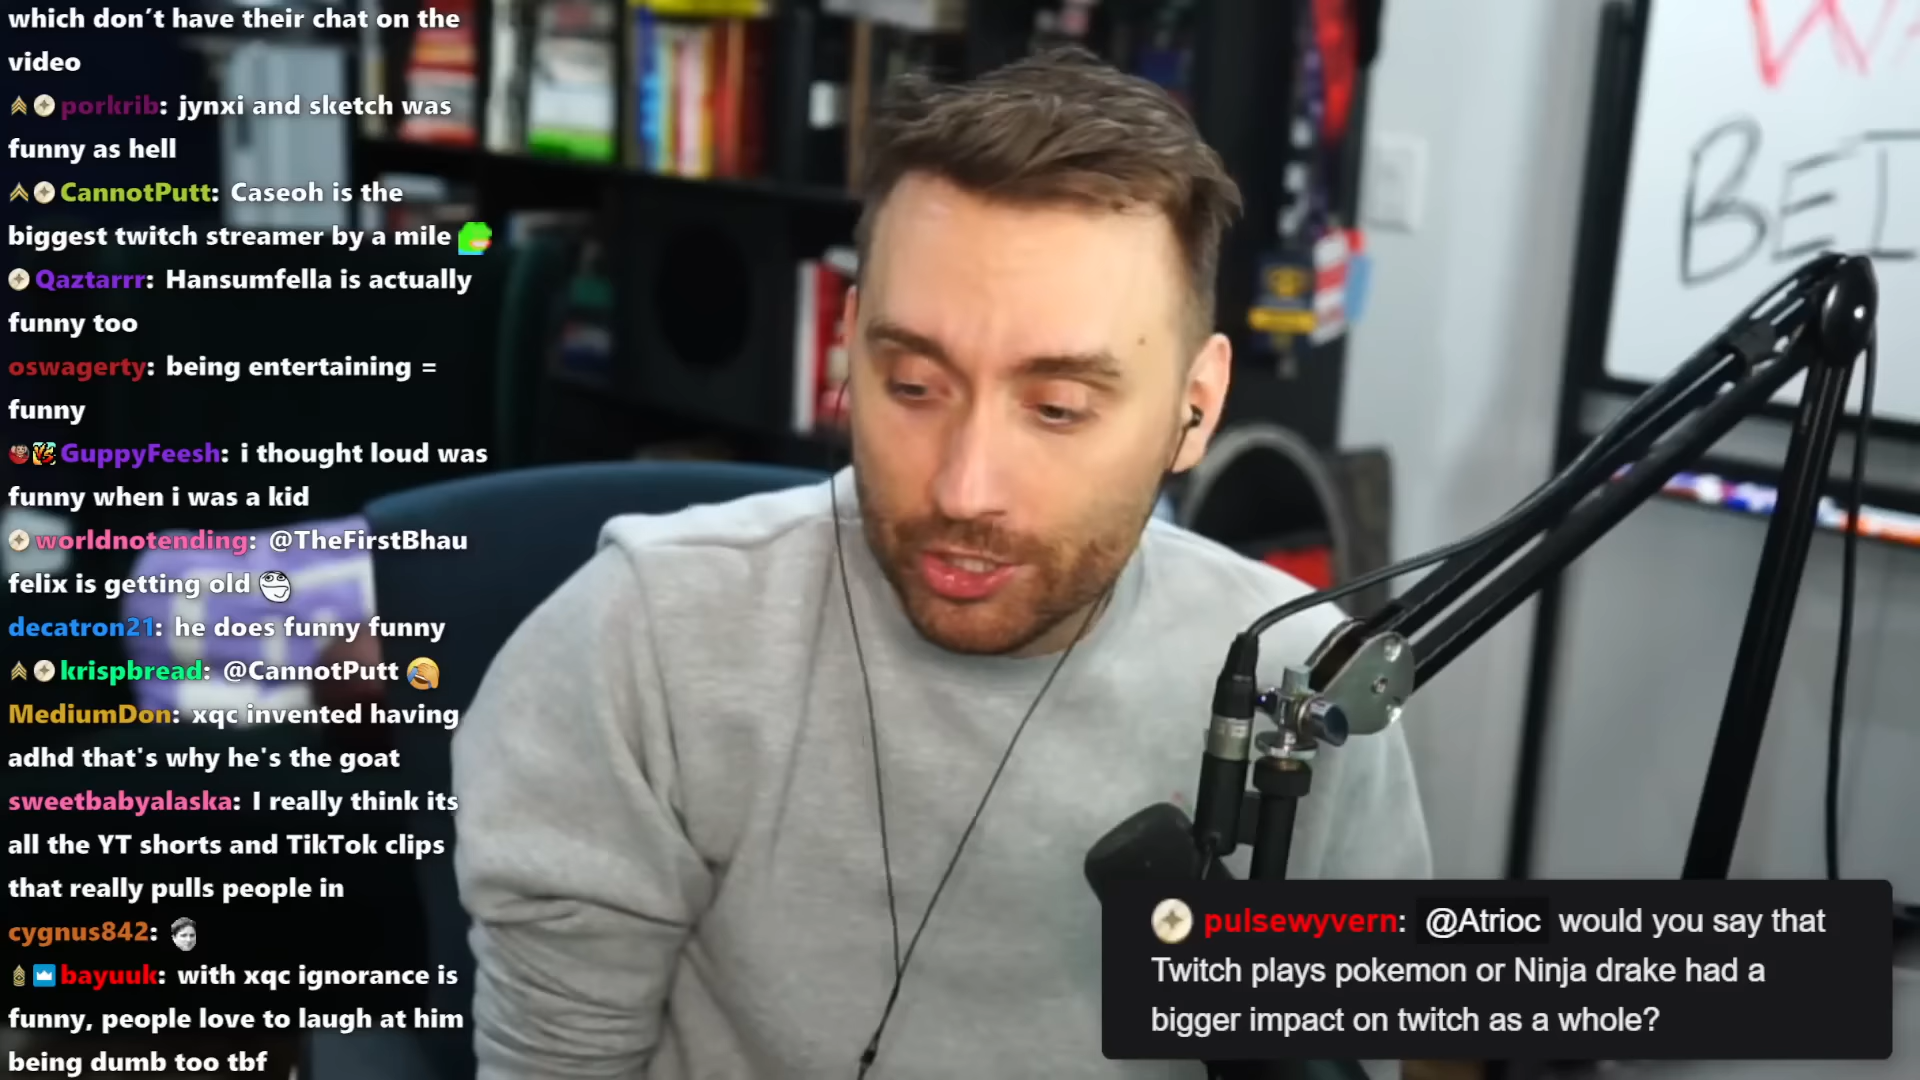 which don´t have their chat on the
video
porkrib: jynxi and sketch was
funny as hell
CannotPutt: Caseoh is the
biggest twitch streamer by a mile
Qaztarrr: Hansumfella is actually
funny too
oswagerty: being entertaining =
funny
GuppyFeesh: i thought loud was
funny when i was a kid
worldnotending: @TheFirstBhau
felix is getting old
decatron21: he does funny funny
krispbread: @CannotPutt
MediumDon: xqc invented having
adhd that's why he's the goat
sweetbabyalaska: I really think its
all the YT shorts and TikTok clips
that really pulls people in
cygnus842:
bayuuk: with xqc ignorance is
funny, people love to laugh at him
being dumb too tbf
BEI
pulsewyvern: @Atrioc would you say that
Twitch plays pokemon or Ninja drake had a
bigger impact on twitch as a whole?